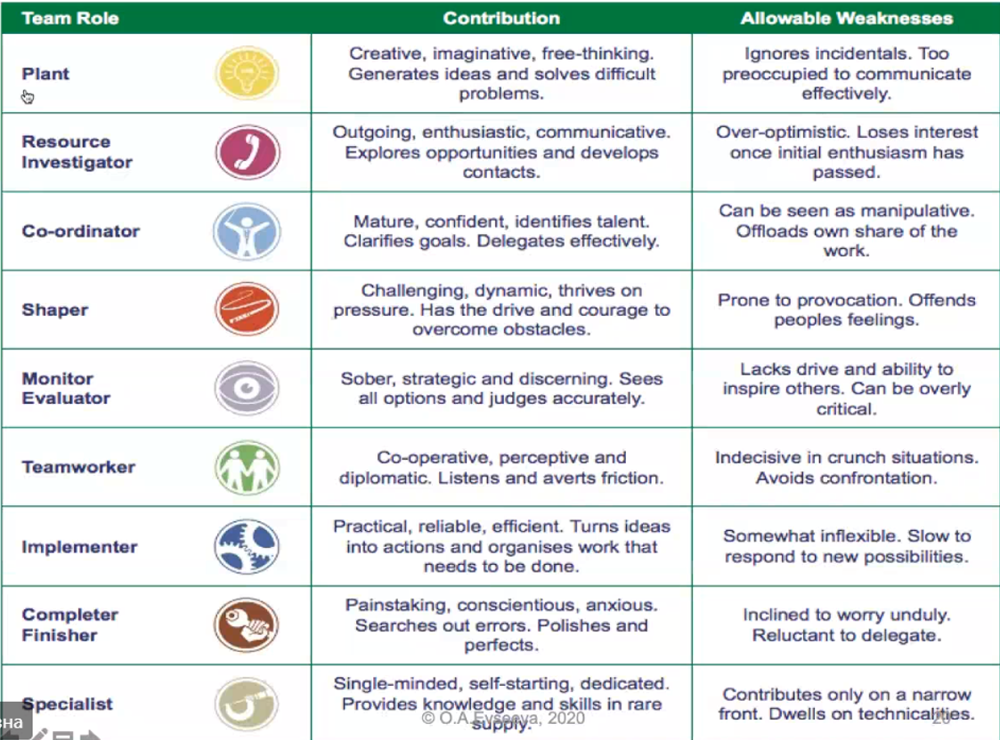 Team Role Contribution Allowable Weaknesses
Plant
Creative, imaginative, free-thinking.
Generates ideas and solves difficult
problems.
Ignores incidentals. Too
preoccupied to communicate
effectively.
Resource
Investigator
Outgoing, enthusiastic, communicative.
Explores opportunities and develops
contacts.
Over-optimistic. Loses interest
once initial enthusiasm has
passed.
Co-ordinator
Mature, confident, identifies talent.
Clarifies goals. Delegates effectively.
Can be seen as manipulative.
Offloads own share of the
work.
Shaper
Challenging, dynamic, thrives on
pressure. Has the drive and courage to
overcome obstacles.
Prone to provocation. Offends
peoples feelings.
Monitor
Evaluator
Sober, strategic and discerning. Sees
all options and judges accurately.
Lacks drive and ability to
inspire others. Can be overly
critical.
Teamworker
Co-operative, perceptive and
diplomatic. Listens and averts friction.
Indecisive in crunch situations.
Avoids confrontation.
Implementer
Practical, reliable, efficient. Turns ideas
into actions and organises work that
needs to be done.
Somewhat inflexible. Slow to
respond to new possibilities.
Completer
Finisher
Painstaking, conscientious, anxious.
Searches out errors. Polishes and
perfects.
Inclined to worry unduly.
Reluctant to delegate.
Specialist
Single-minded, self-starting, dedicated.
Provides knowledge and skills in rare
supply.
Contributes only on a narrow
front. Dwells on technicalities.
© O.A.Evseeva, 2020
зна